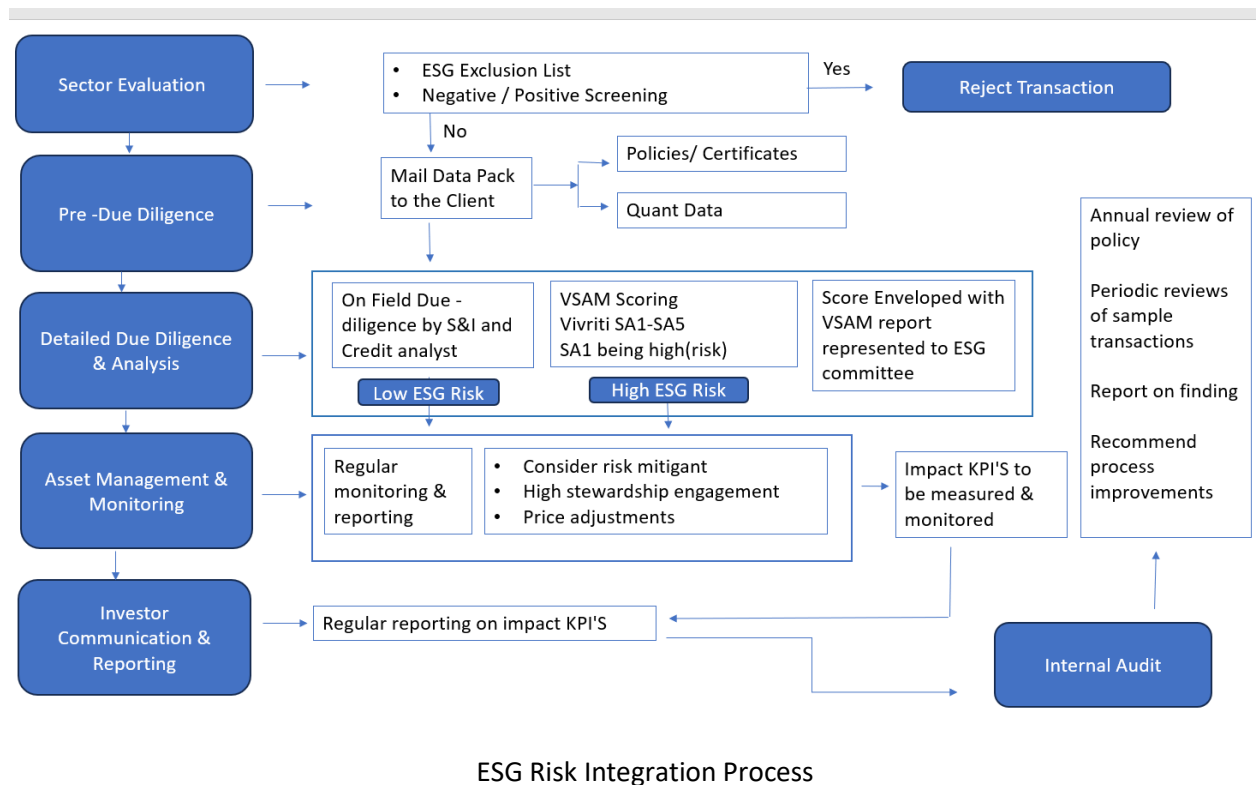 Sector Evaluation
• ESG Exclusion List
• Negative / Positive Screening
Yes
Reject Transaction
No
Pre -Due Diligence
Mail Data Pack
to the Client
Policies/ Certificates
Quant Data
Detailed Due Diligence
& Analysis
On Field Due -
diligence by S&I and
Credit analyst
Low ESG Risk
VSAM Scoring
Vivriti SA1-SA5
SA1 being high(risk)
High ESG Risk
Score Enveloped with
VSAM report
represented to ESG
committee
Asset Management &
Monitoring
Regular
monitoring &
reporting
• Consider risk mitigant
• High stewardship engagement
• Price adjustments
Impact KPI'S to
be measured &
monitored
Annual review of
policy
Periodic reviews
of sample
transactions
Report on finding
Recommend
process
improvements
Investor
Communication &
Reporting
Regular reporting on impact KPI'S
Internal Audit
ESG Risk Integration Process